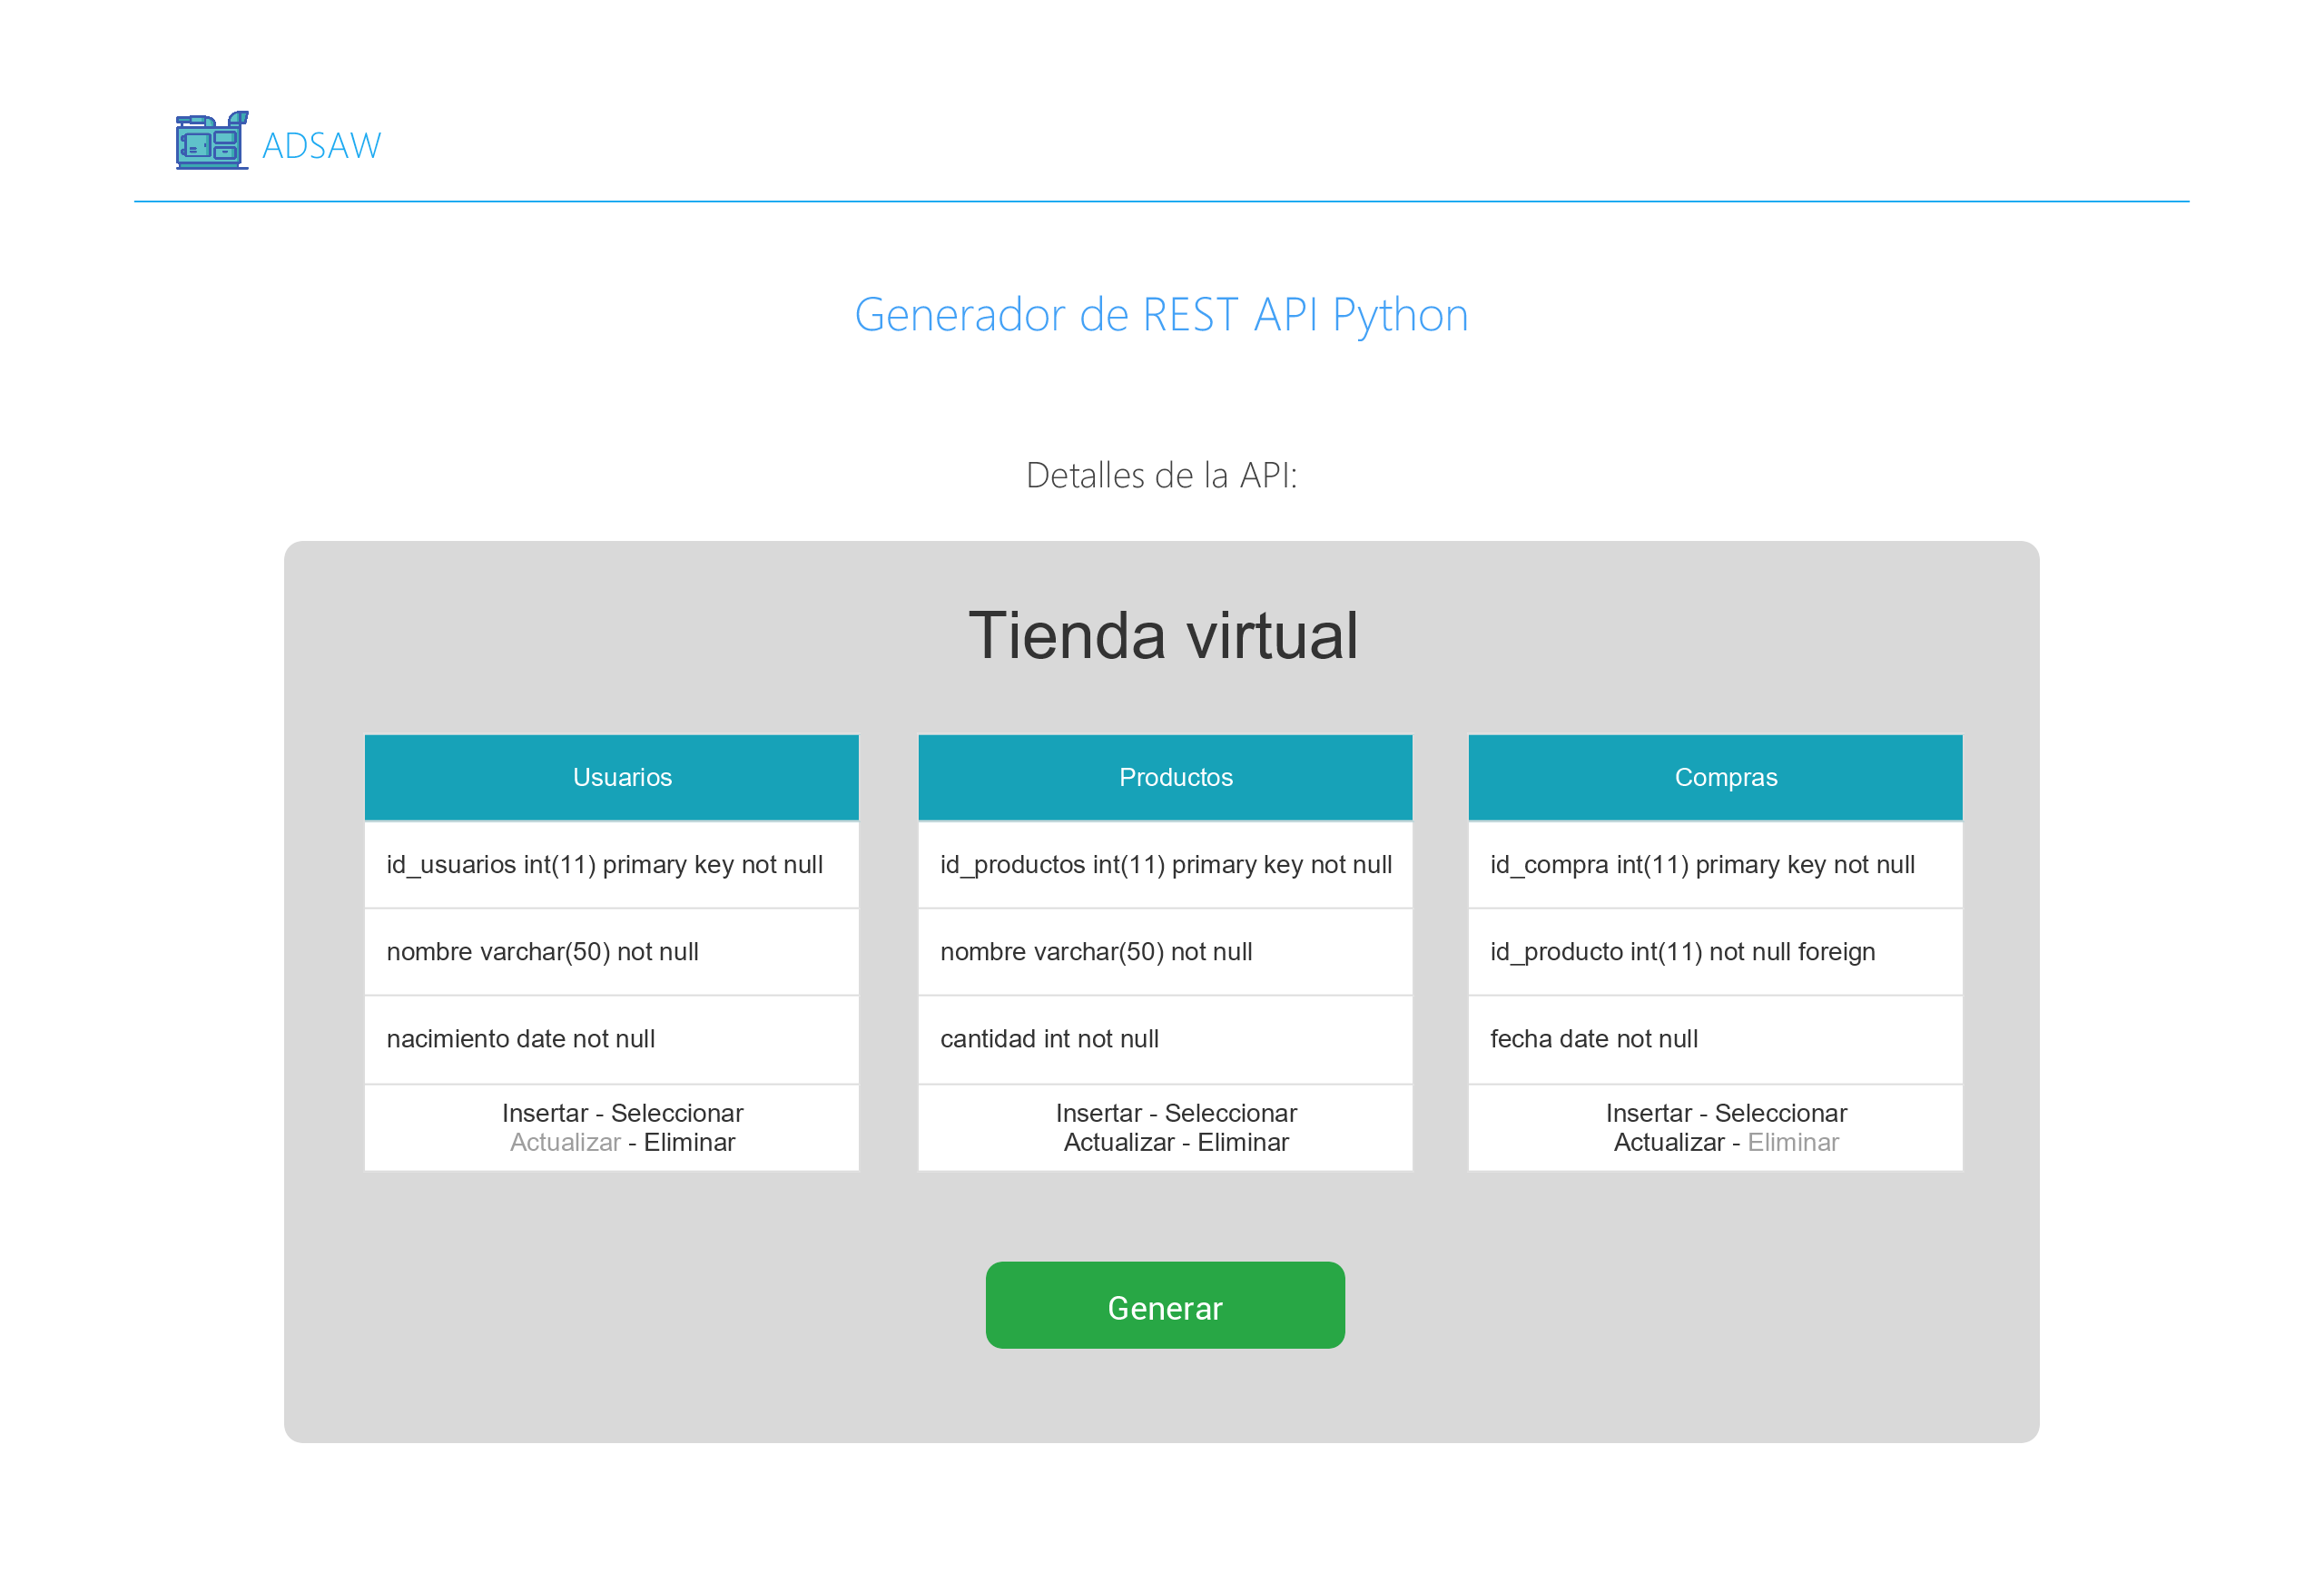 ADSAW
Generador de REST API Python
Detalles de la API:
Tienda virtual
Usuarios
id_usuarios int(11) primary key not null
nombre varchar(50) not null
nacimiento date not null
Insertar - Seleccionar
Actualizar - Eliminar
Productos
id_productos int(11) primary key not null
nombre varchar(50) not null
cantidad int not null
Insertar - Seleccionar
Actualizar - Eliminar
Compras
id_compra int(11) primary key not null
id_producto int(11) not null foreign
fecha date not null
Insertar - Seleccionar
Actualizar - Eliminar
Generar